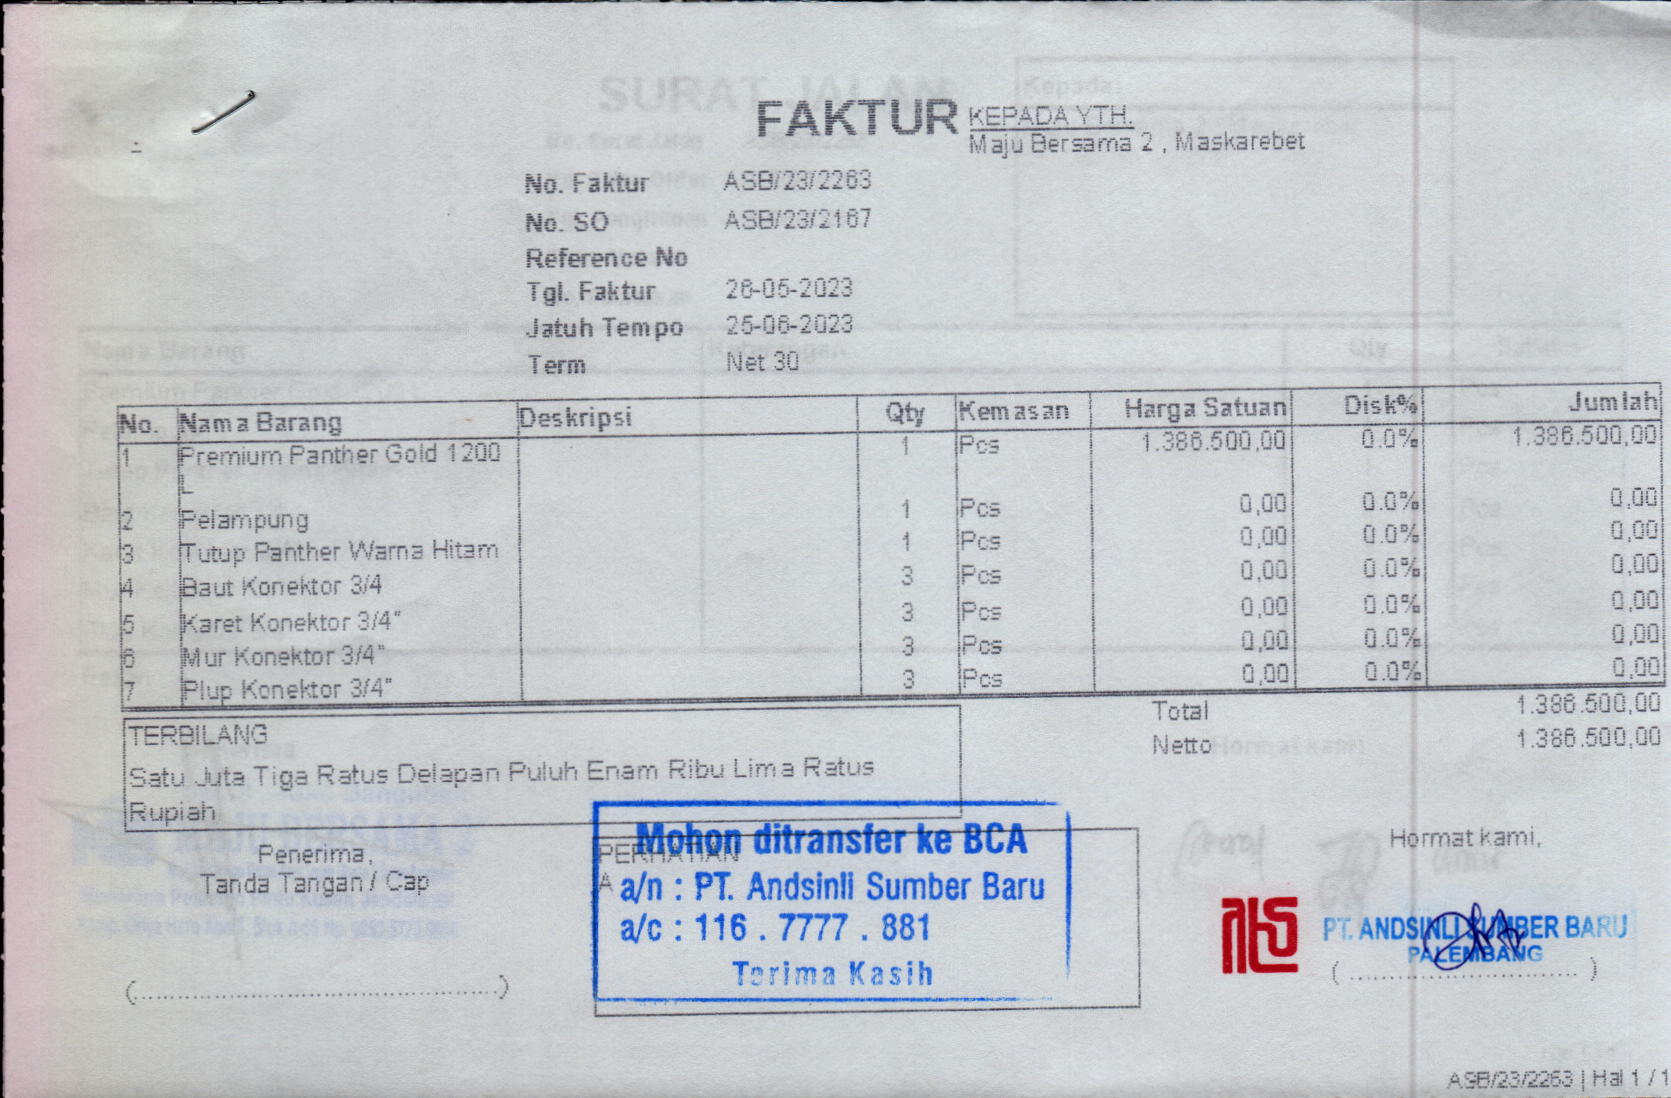 FAKTUR
KEPADA YTH.
Maju Bersama 2 , Maskarebet
No. Faktur ASB/23/2263
No. SO ASB/23/2167
Reference No
Tgl. Faktur 26-05-2023
Jatuh Tempo 25-06-2023
Term Net 30
No. Nama Barang Deskripsi Qty Kemasan Harga Satuan Disk% Jumlah
1 Premium Panther Gold 1200 1 Pcs 1.386.500,00 0.0% 1.386.500,00
L
2 Pelampung 1 Pcs 0,00 0.0% 0,00
3 Tutup Panther Warna Hitam 1 Pcs 0,00 0.0% 0,00
4 Baut Konektor 3/4 3 Pcs 0,00 0.0% 0,00
5 Karet Konektor 3/4" 3 Pcs 0,00 0.0% 0,00
6 Mur Konektor 3/4" 3 Pcs 0,00 0.0% 0,00
7 Plup Konektor 3/4" 3 Pcs 0,00 0.0% 0,00
Total 1.386.500,00
Netto 1.386.500,00
TERBILANG
Satu Juta Tiga Ratus Delapan Puluh Enam Ribu Lima Ratus
Rupiah
Penerima,
Tanda Tangan / Cap
(........................................)
PERHATIAN
A
Mohon ditransfer ke BCA
a/n : PT. Andsinli Sumber Baru
a/c : 116 . 7777 . 881
Terima Kasih
Hormat kami,
PT. ANDSINLI SUMBER BARU
PALEMBANG
(..............................)
ASB/23/2263 | Hal 1 / 1